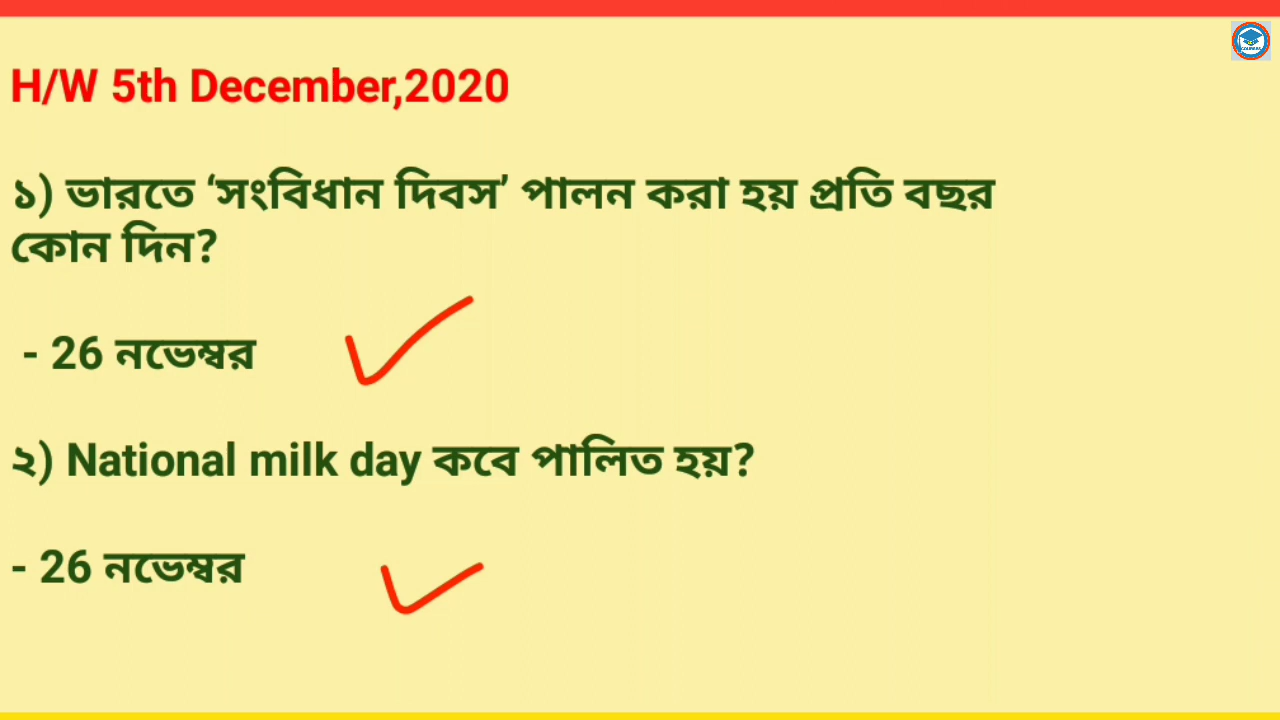 H/W 5th December,2020
১) ভারতে ‘সংবিধান দিবস’ পালন করা হয় প্রতি বছর
কোন দিন?
- 26 নভেম্বর
২) National milk day কবে পালিত হয়?
- 26 নভেম্বর